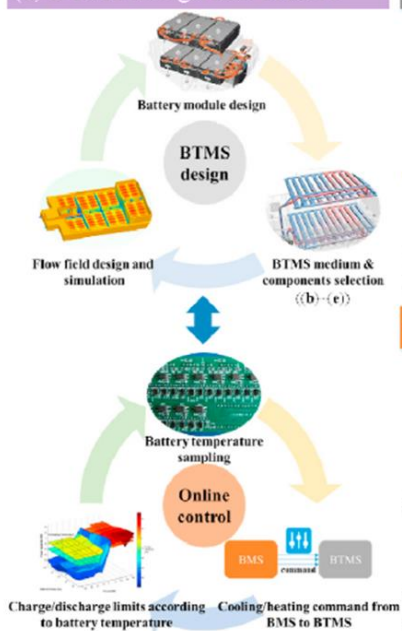 Battery module design
BTMS
design
Flow field design and
simulation
BTMS medium &
components selection
((b)–(e))
Battery temperature
sampling
Online
control
BMS
command
BTMS
Charge/discharge limits according
to battery temperature
Cooling/heating command from
BMS to BTMS